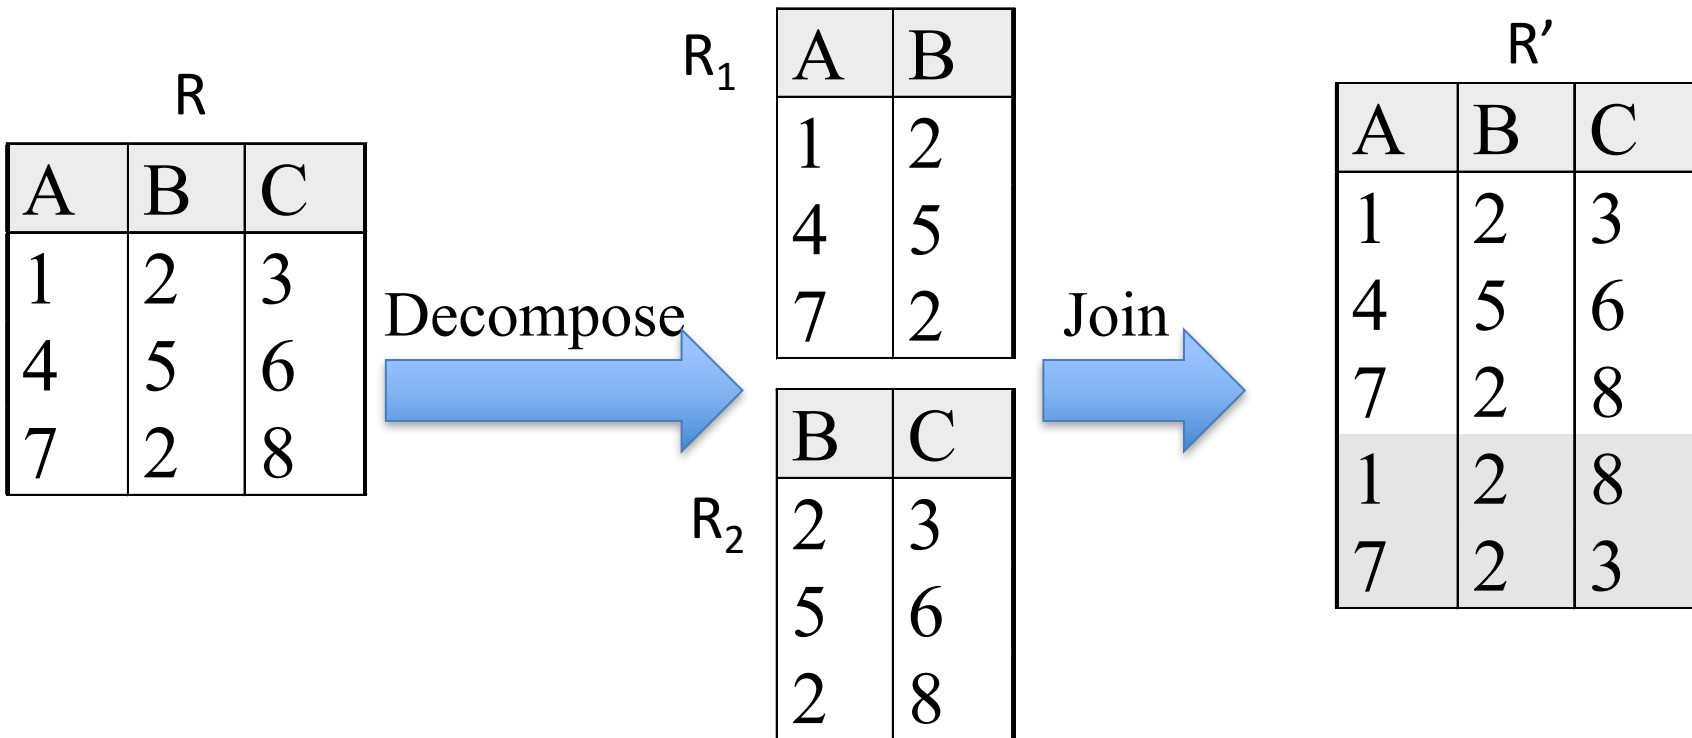 R
A B C
1 2 3
4 5 6
7 2 8
Decompose
R₁
A B
1 2
4 5
7 2
R₂
B C
2 3
5 6
2 8
Join
R’
A B C
1 2 3
4 5 6
7 2 8
1 2 8
7 2 3